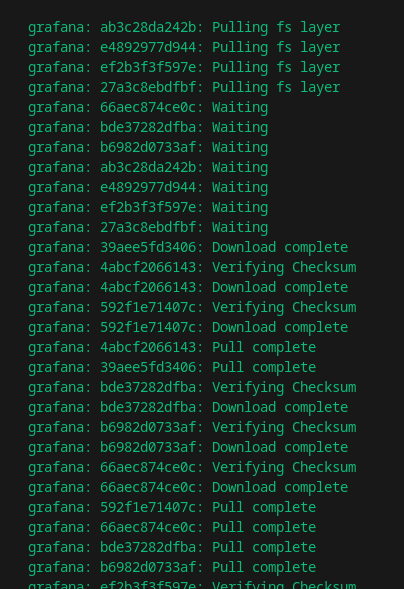 grafana: ab3c28da242b: Pulling fs layer
grafana: e4892977d944: Pulling fs layer
grafana: ef2b3f3f597e: Pulling fs layer
grafana: 27a3c8ebdfbf: Pulling fs layer
grafana: 66aec874ce0c: Waiting
grafana: bde37282dfba: Waiting
grafana: b6982d0733af: Waiting
grafana: ab3c28da242b: Waiting
grafana: e4892977d944: Waiting
grafana: ef2b3f3f597e: Waiting
grafana: 27a3c8ebdfbf: Waiting
grafana: 39aee5fd3406: Download complete
grafana: 4abcf2066143: Verifying Checksum
grafana: 4abcf2066143: Download complete
grafana: 592f1e71407c: Verifying Checksum
grafana: 592f1e71407c: Download complete
grafana: 4abcf2066143: Pull complete
grafana: 39aee5fd3406: Pull complete
grafana: bde37282dfba: Verifying Checksum
grafana: bde37282dfba: Download complete
grafana: b6982d0733af: Verifying Checksum
grafana: b6982d0733af: Download complete
grafana: 66aec874ce0c: Verifying Checksum
grafana: 66aec874ce0c: Download complete
grafana: 592f1e71407c: Pull complete
grafana: 66aec874ce0c: Pull complete
grafana: bde37282dfba: Pull complete
grafana: b6982d0733af: Pull complete
grafana: ef2b3f3f597e: Verifying Checksum